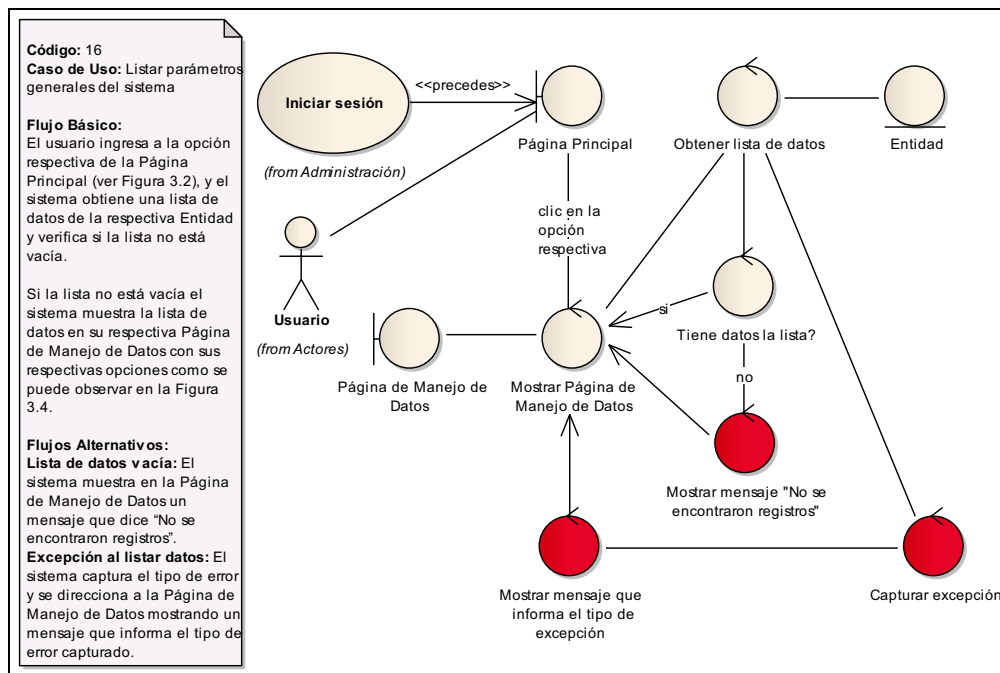 Código: 16
Caso de Uso: Listar parámetros
generales del sistema
Flujo Básico:
El usuario ingresa a la opción
respectiva de la Página
Principal (ver Figura 3.2), y el
sistema obtiene una lista de
datos de la respectiva Entidad
y verifica si la lista no está
vacía.
Si la lista no está vacía el
sistema muestra la lista de
datos en su respectiva Página
de Manejo de Datos con sus
respectivas opciones como se
puede observar en la Figura
3.4.
Flujos Alternativos:
Lista de datos vacía: El
sistema muestra en la Página
de Manejo de Datos un
mensaje que dice “No se
encontraron registros”.
Excepción al listar datos: El
sistema captura el tipo de error
y se direcciona a la Página de
Manejo de Datos mostrando un
mensaje que informa el tipo de
error capturado.
Iniciar sesión
(from Administración)
<<precedes>>
Página Principal
Obtener lista de datos
Entidad
Usuario
(from Actores)
clic en la
opción
respectiva
si
Tiene datos la lista?
no
Página de Manejo de
Datos
Mostrar Página de
Manejo de Datos
Mostrar mensaje "No se
encontraron registros"
Mostrar mensaje que
informa el tipo de
excepción
Capturar excepción